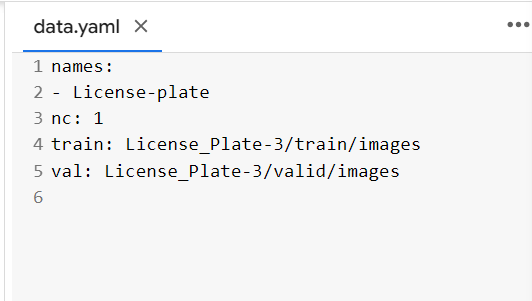 data.yaml
1 names:
2 - License-plate
3 nc: 1
4 train: License_Plate-3/train/images
5 val: License_Plate-3/valid/images
6